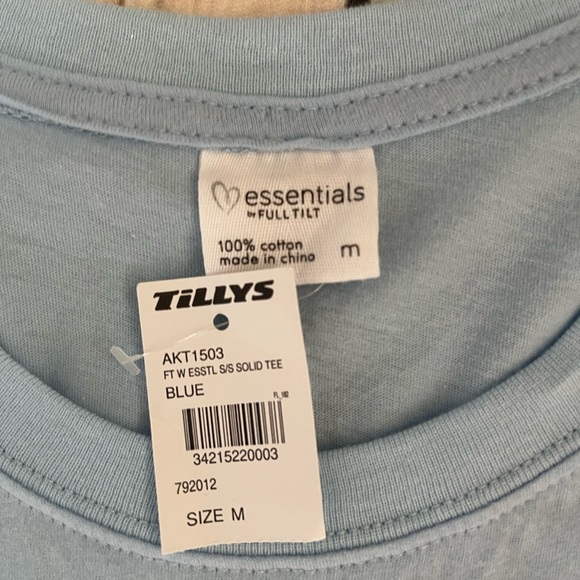 essentials
by FULL TILT
100% cotton
made in china
m
TiLLYS
AKT1503
FT W ESSTL S/S SOLID TEE
BLUE
FL_182
34215220003
792012
SIZE M